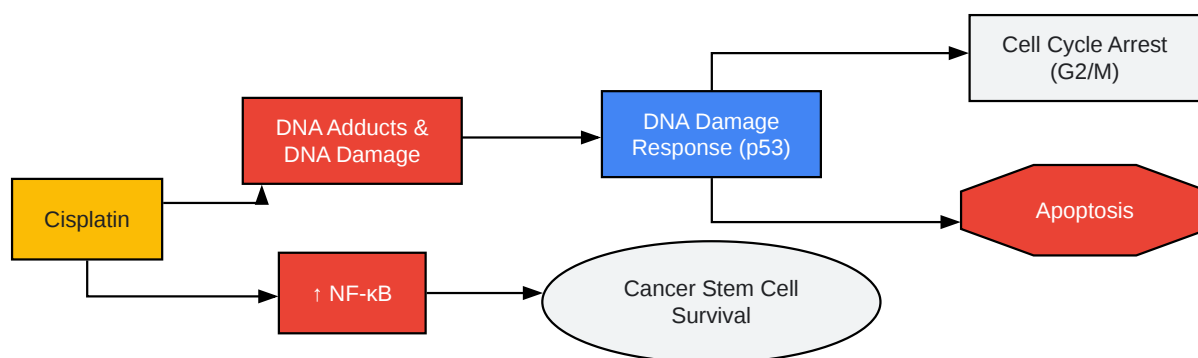 Cell Cycle Arrest
(G2/M)
DNA Adducts &
DNA Damage
DNA Damage
Response (p53)
Cisplatin
Apoptosis
↑ NF-κB
Cancer Stem Cell
Survival